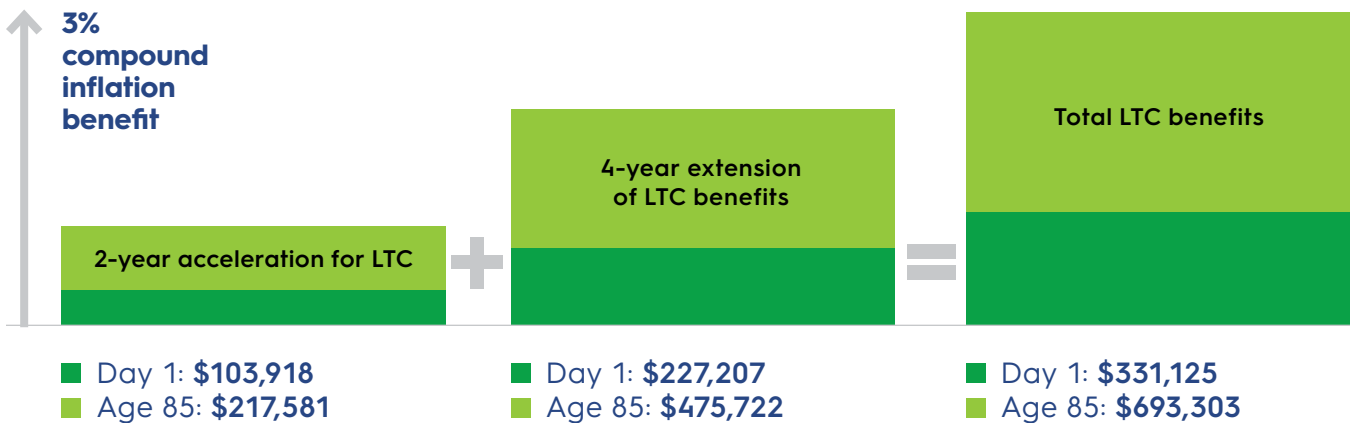 3%
compound
inflation
benefit
2-year acceleration for LTC
4-year extension
of LTC benefits
Total LTC benefits
Day 1: $103,918
Age 85: $217,581
Day 1: $227,207
Age 85: $475,722
Day 1: $331,125
Age 85: $693,303